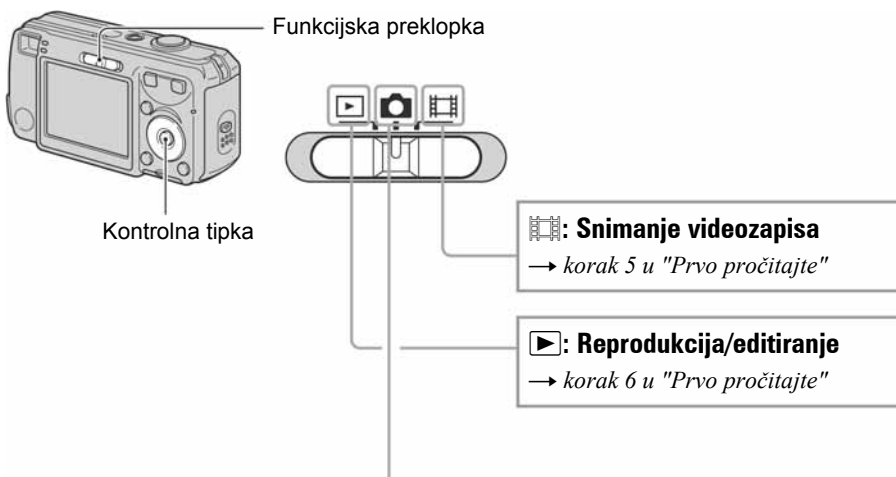 Funkcijska preklopka
Kontrolna tipka
: Snimanje videozapisa
→ korak 5 u "Prvo pročitajte"
: Reprodukcija/editiranje
→ korak 6 u "Prvo pročitajte"